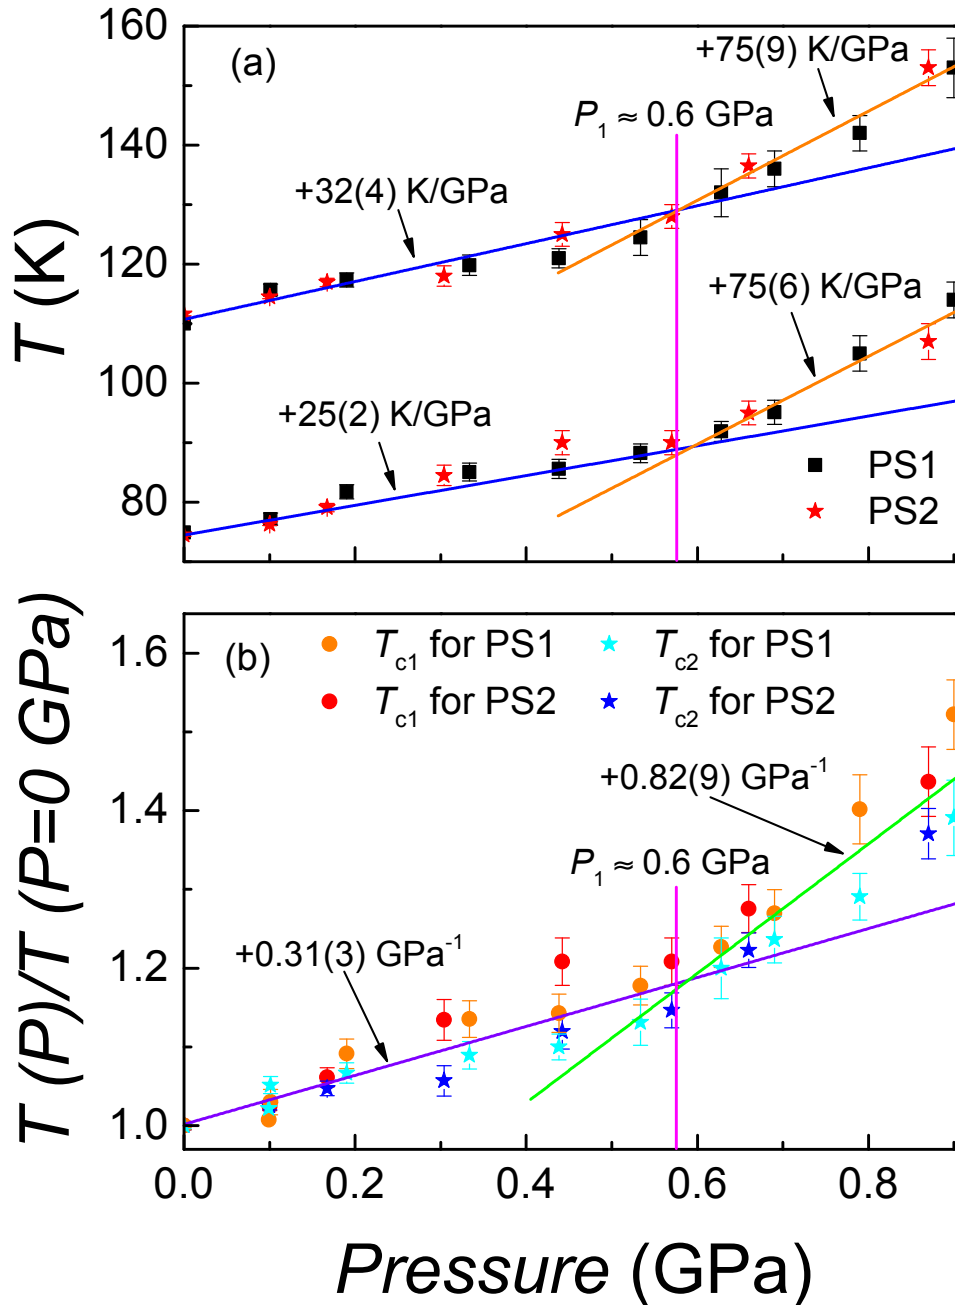 160
140
120
100
80
T (K)
(a)
+75(9) K/GPa
P1 ≈ 0.6 GPa
+32(4) K/GPa
+75(6) K/GPa
+25(2) K/GPa
PS1
PS2
1.6
1.4
1.2
1.0
T (P)/T (P=0 GPa)
(b)
Tc1 for PS1
Tc2 for PS1
Tc1 for PS2
Tc2 for PS2
+0.82(9) GPa-1
P1 ≈ 0.6 GPa
+0.31(3) GPa-1
0.0 0.2 0.4 0.6 0.8
Pressure (GPa)